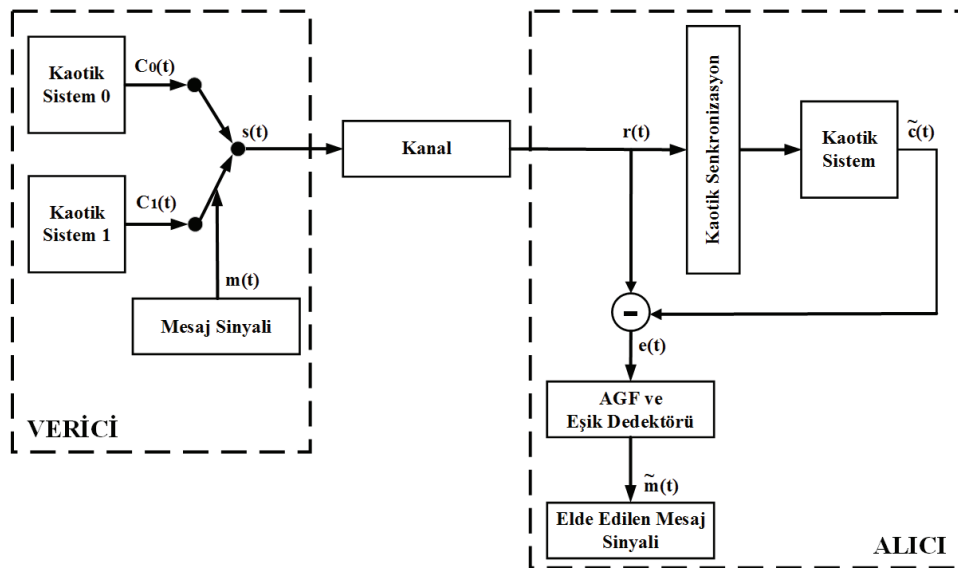 Kaotik
Sistem 0
C0(t)
s(t)
Kaotik
Sistem 1
C1(t)
m(t)
Mesaj Sinyali
VERİCİ
Kanal
r(t)
Kaotik Senkronizasyon
Kaotik
Sistem
c̃(t)
-
e(t)
AGF ve
Eşik Dedektörü
m̃(t)
Elde Edilen Mesaj
Sinyali
ALICI